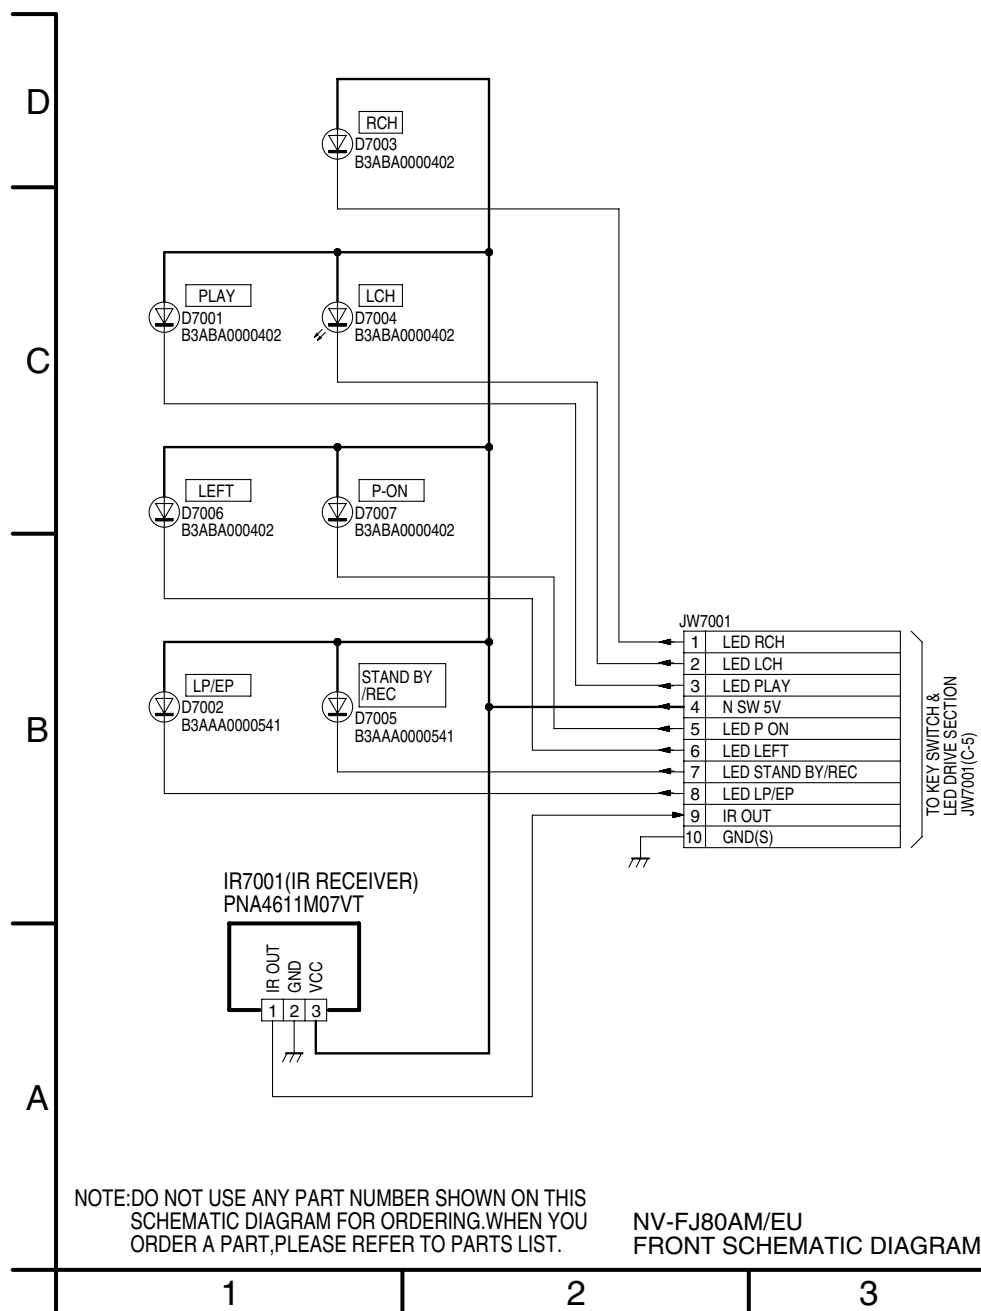 D
RCH
D7003
B3ABA0000402
PLAY
D7001
B3ABA0000402
LCH
D7004
B3ABA0000402
C
LEFT
D7006
B3ABA000402
P-ON
D7007
B3ABA0000402
JW7001
1 LED RCH
2 LED LCH
3 LED PLAY
4 N SW 5V
5 LED P ON
6 LED LEFT
7 LED STAND BY/REC
8 LED LP/EP
9 IR OUT
10 GND(S)
TO KEY SWITCH &
LED DRIVE SECTION
JW7001(C-5)
LP/EP
D7002
B3AAA0000541
STAND BY
/REC
D7005
B3AAA0000541
B
IR7001(IR RECEIVER)
PNA4611M07VT
IR OUT
GND
VCC
1 2 3
A
NOTE:DO NOT USE ANY PART NUMBER SHOWN ON THIS
SCHEMATIC DIAGRAM FOR ORDERING.WHEN YOU
ORDER A PART,PLEASE REFER TO PARTS LIST.
NV-FJ80AM/EU
FRONT SCHEMATIC DIAGRAM
1 2 3